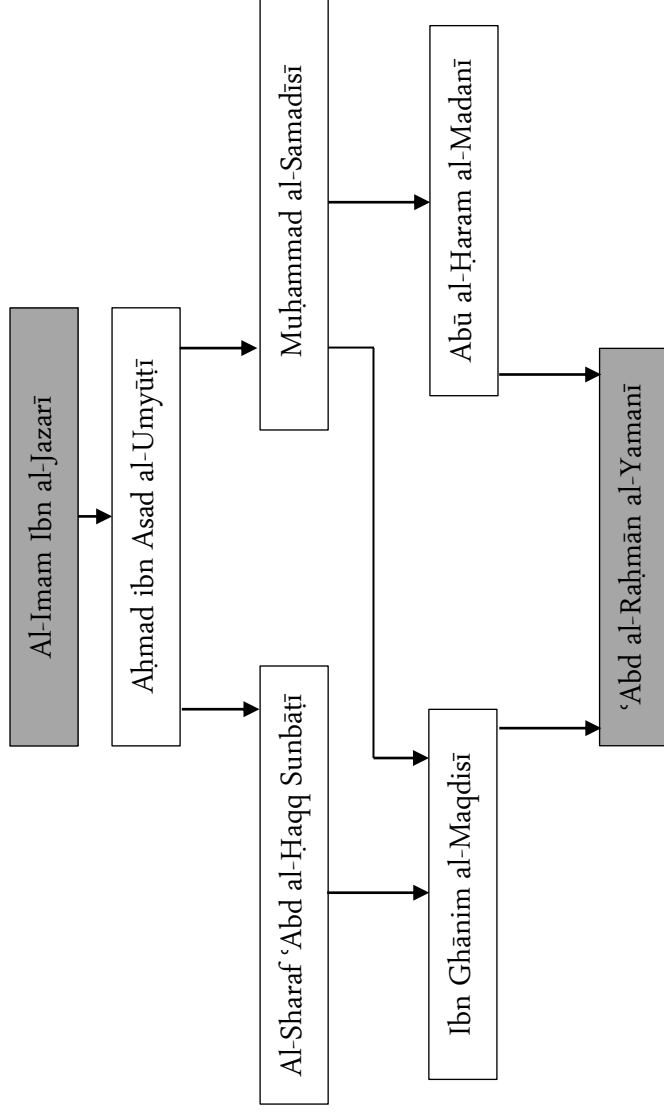 Al-Imam Ibn al-Jazarī
Aḥmad ibn Asad al-Umyūṭī
Al-Sharaf ʿAbd al-Ḥaqq Sunbāṭī
Muḥammad al-Samadīsī
Ibn Ghānim al-Maqdisī
Abū al-Ḥaram al-Madanī
ʿAbd al-Raḥmān al-Yamanī